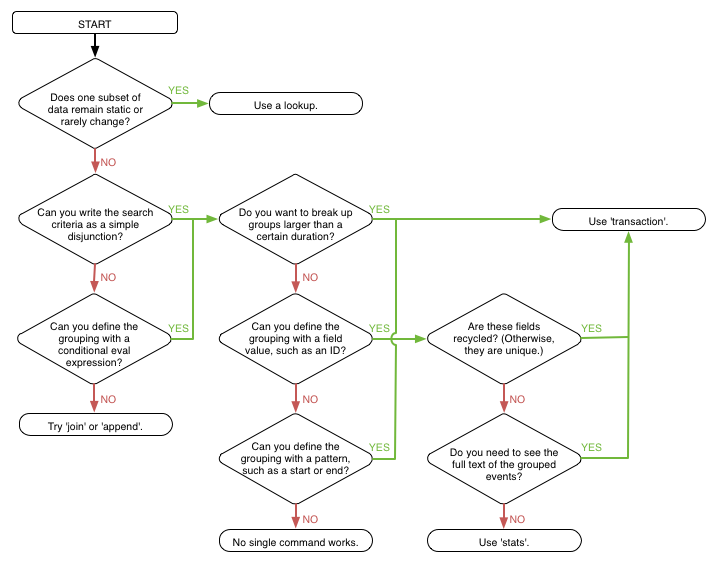 START
Does one subset of
data remain static or
rarely change?
YES
Use a lookup.
NO
Can you write the search
criteria as a simple
disjunction?
YES
Do you want to break up
groups larger than a
certain duration?
YES
Use 'transaction'.
NO
NO
Can you define the
grouping with a
conditional eval
expression?
YES
Can you define the
grouping with a field
value, such as an ID?
YES
Are these fields
recycled? (Otherwise,
they are unique.)
YES
NO
NO
NO
Try 'join' or 'append'.
Can you define the
grouping with a pattern,
such as a start or end?
YES
Do you need to see the
full text of the grouped
events?
YES
NO
NO
No single command works.
Use 'stats'.